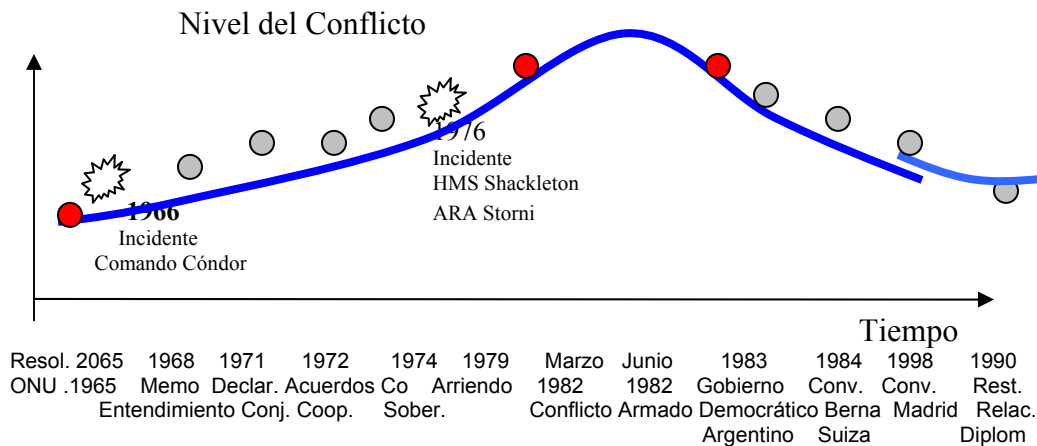 Nivel del Conflicto
1976
Incidente
HMS Shackleton
ARA Storni
1966
Incidente
Comando Cóndor
Tiempo
Resol. 2065 1968 1971 1972 1974 1979 Marzo Junio 1983 1984 1998 1990
ONU .1965 Memo Declar. Acuerdos Co Arriendo 1982 1982 Gobierno Conv. Conv. Rest.
Entendimiento Conj. Coop. Sober. Conflicto Armado Democrático Berna Madrid Relac.
Argentino Suiza Diplom